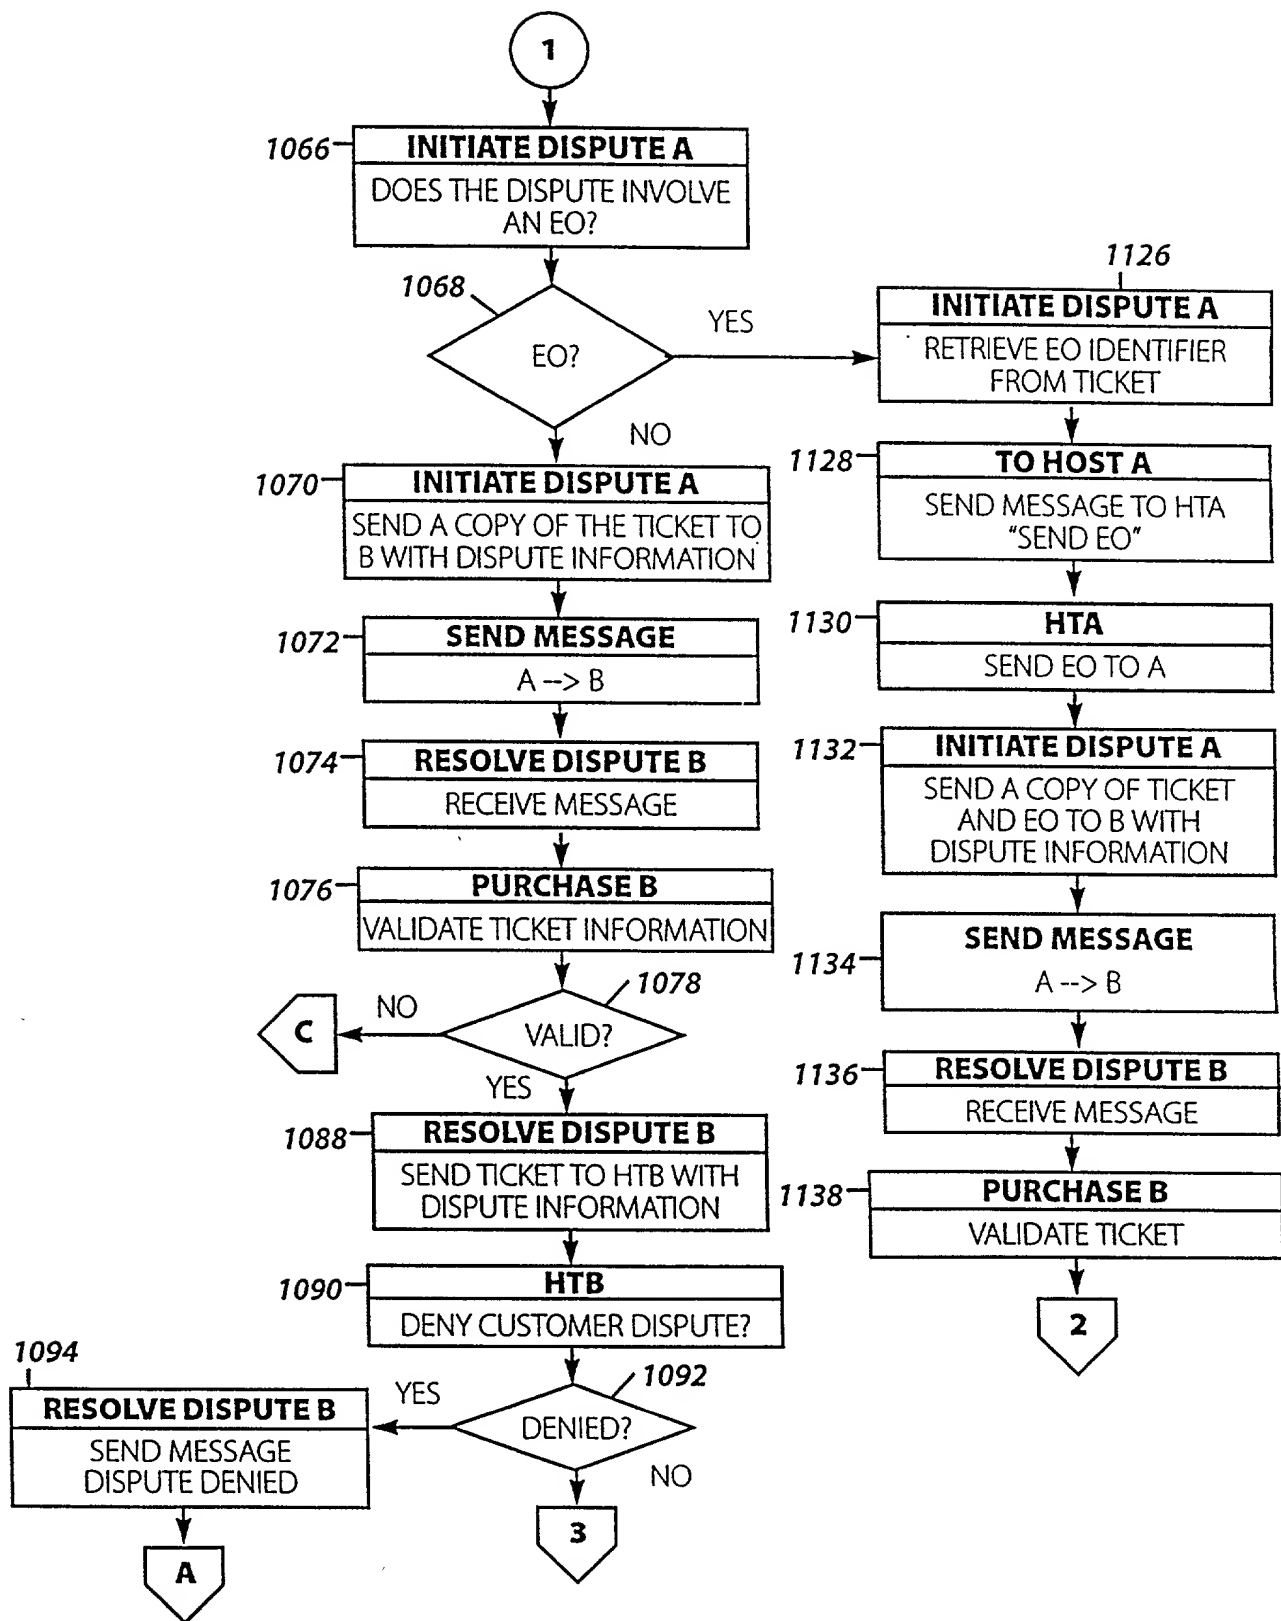 1
1066
INITIATE DISPUTE A
DOES THE DISPUTE INVOLVE
AN EO?
1068
EO?
YES
NO
1070
INITIATE DISPUTE A
SEND A COPY OF THE TICKET TO
B WITH DISPUTE INFORMATION
1072
SEND MESSAGE
A --> B
1074
RESOLVE DISPUTE B
RECEIVE MESSAGE
1076
PURCHASE B
VALIDATE TICKET INFORMATION
1078
VALID?
NO
C
YES
1088
RESOLVE DISPUTE B
SEND TICKET TO HTB WITH
DISPUTE INFORMATION
1090
HTB
DENY CUSTOMER DISPUTE?
1092
DENIED?
YES
NO
1094
RESOLVE DISPUTE B
SEND MESSAGE
DISPUTE DENIED
A
3
1126
INITIATE DISPUTE A
RETRIEVE EO IDENTIFIER
FROM TICKET
1128
TO HOST A
SEND MESSAGE TO HTA
"SEND EO"
1130
HTA
SEND EO TO A
1132
INITIATE DISPUTE A
SEND A COPY OF TICKET
AND EO TO B WITH
DISPUTE INFORMATION
1134
SEND MESSAGE
A --> B
1136
RESOLVE DISPUTE B
RECEIVE MESSAGE
1138
PURCHASE B
VALIDATE TICKET
2